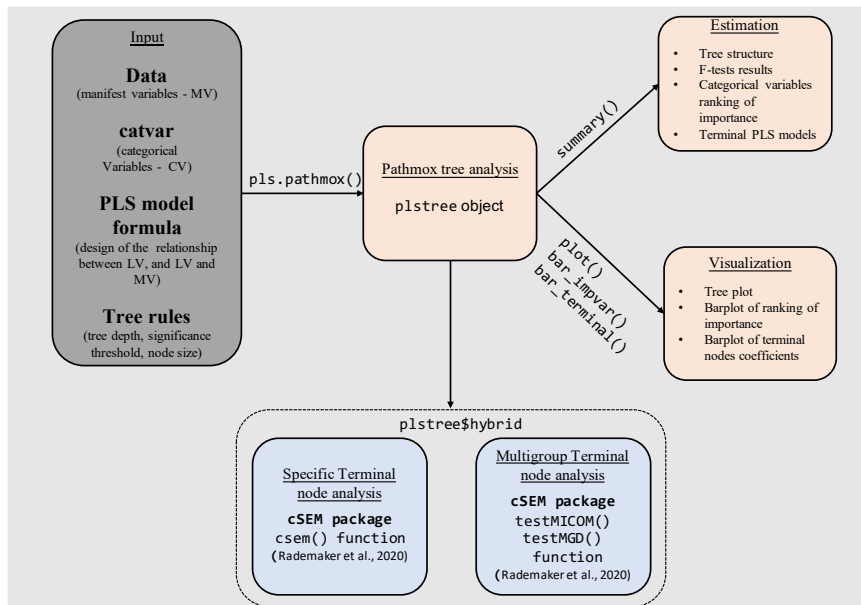 Input
Data
(manifest variables - MV)
catvar
(categorical
Variables - CV)
PLS model
formula
(design of the relationship
between LV, and LV and
MV)
Tree rules
(tree depth, significance
threshold, node size)
pls.pathmox()
Pathmox tree analysis
plstree object
summary()
Estimation
• Tree structure
• F-tests results
• Categorical variables
ranking of
importance
• Terminal PLS models
plot()
bar_impvar()
bar_terminal()
Visualization
• Tree plot
• Barplot of ranking of
importance
• Barplot of terminal
nodes coefficients
plstree$hybrid
Specific Terminal
node analysis
cSEM package
csem() function
(Rademaker et al., 2020)
Multigroup Terminal
node analysis
cSEM package
testMICOM()
testMGD()
function
(Rademaker et al., 2020)